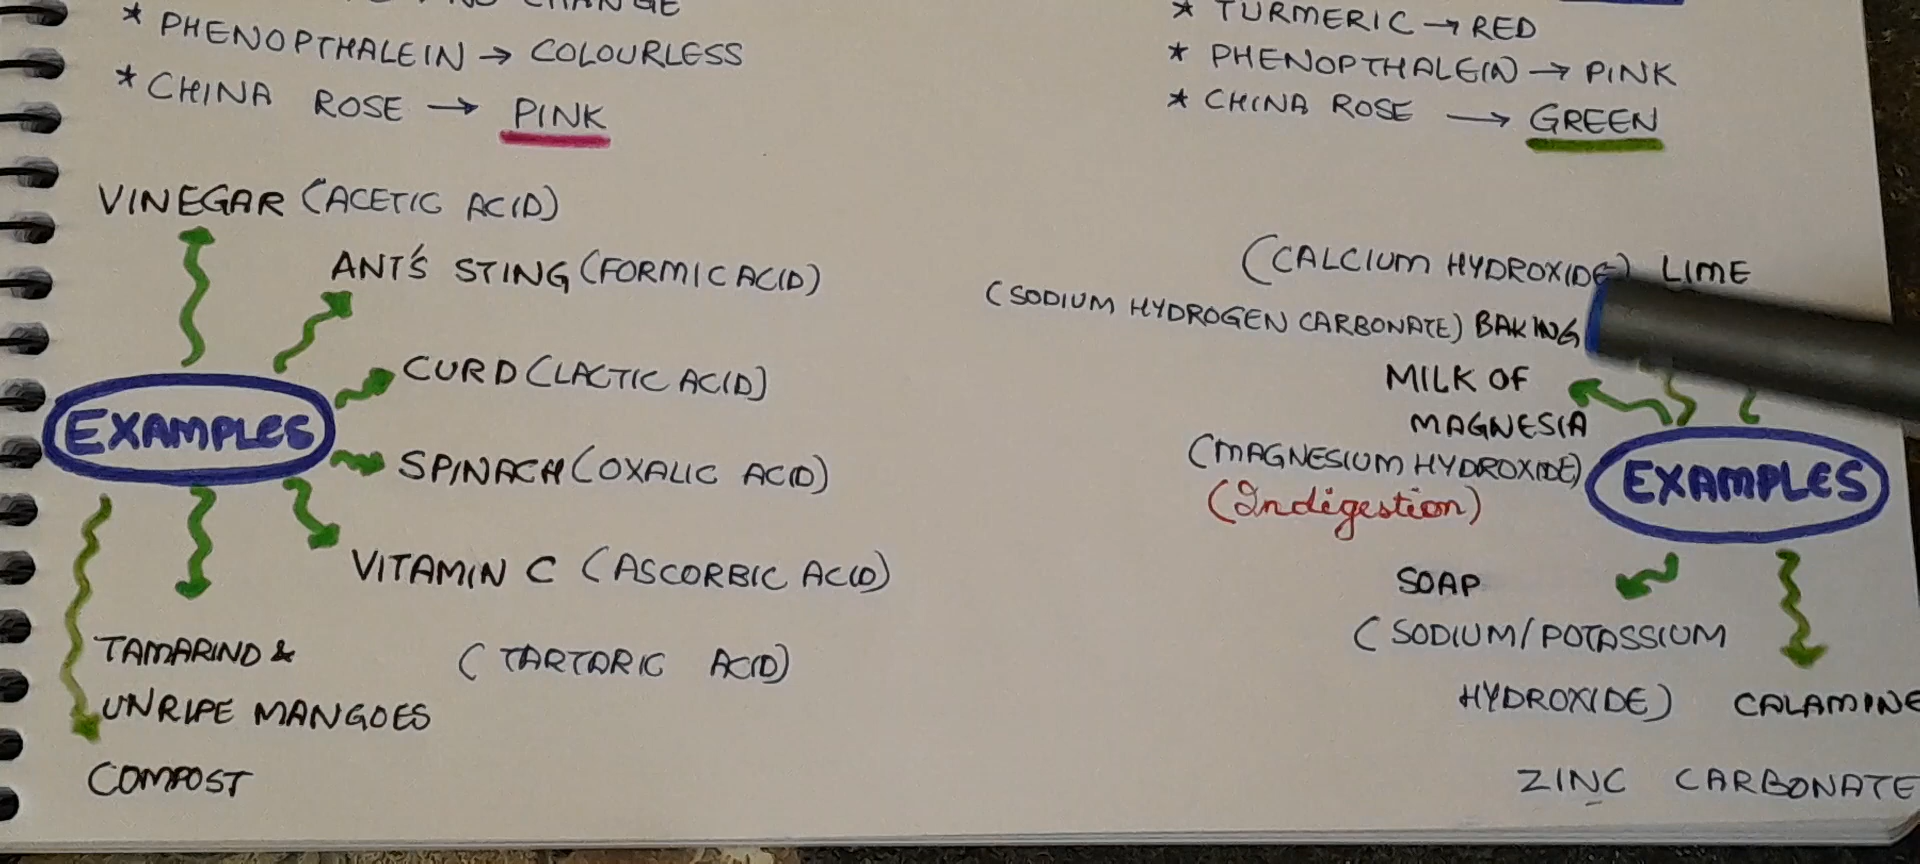 CHANGE
* PHENOPTHALEIN → COLOURLESS
* CHINA ROSE → PINK
VINEGAR (ACETIC ACID)
ANT'S STING (FORMIC ACID)
CURD (LACTIC ACID)
EXAMPLES
SPINACH (OXALIC ACID)
VITAMIN C (ASCORBIC ACID)
TAMARIND & (TARTARIC ACID)
UNRIPE MANGOES
COMPOST
* TURMERIC → RED
* PHENOPTHALEIN → PINK
* CHINA ROSE → GREEN
(CALCIUM HYDROXIDE) LIME
(SODIUM HYDROGEN CARBONATE) BAKING
MILK OF
MAGNESIA
(MAGNESIUM HYDROXIDE)
(Indigestion)
EXAMPLES
SOAP
(SODIUM/POTASSIUM
HYDROXIDE)
CALAMINE
ZINC CARBONATE